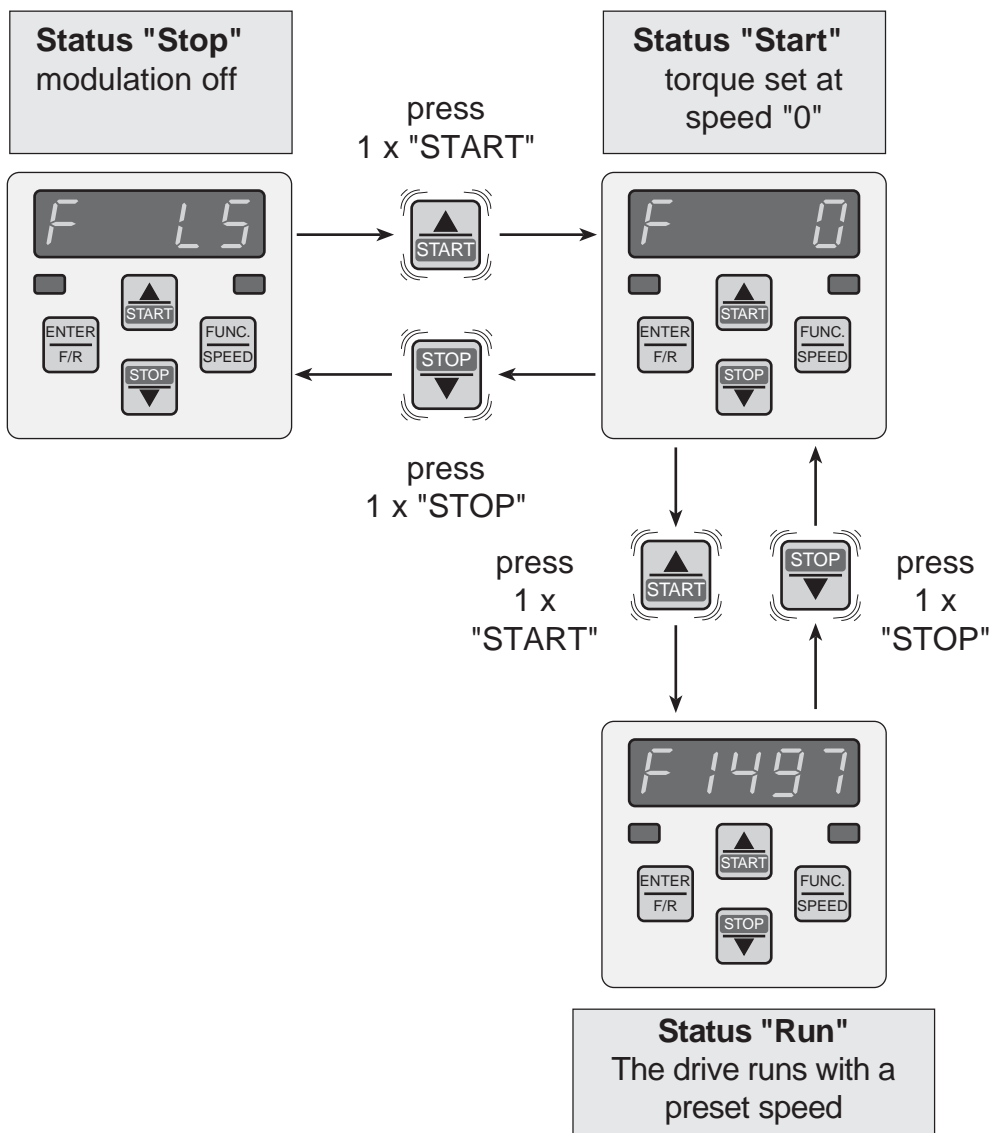 Status "Stop"
modulation off
Status "Start"
torque set at
speed "0"
press
1 x "START"
F LS
START
ENTER
F/R
FUNC.
SPEED
STOP
START
STOP
F 0
START
ENTER
F/R
FUNC.
SPEED
STOP
press
1 x "STOP"
press
1 x
"START"
START
STOP
press
1 x
"STOP"
F1497
START
ENTER
F/R
FUNC.
SPEED
STOP
Status "Run"
The drive runs with a
preset speed